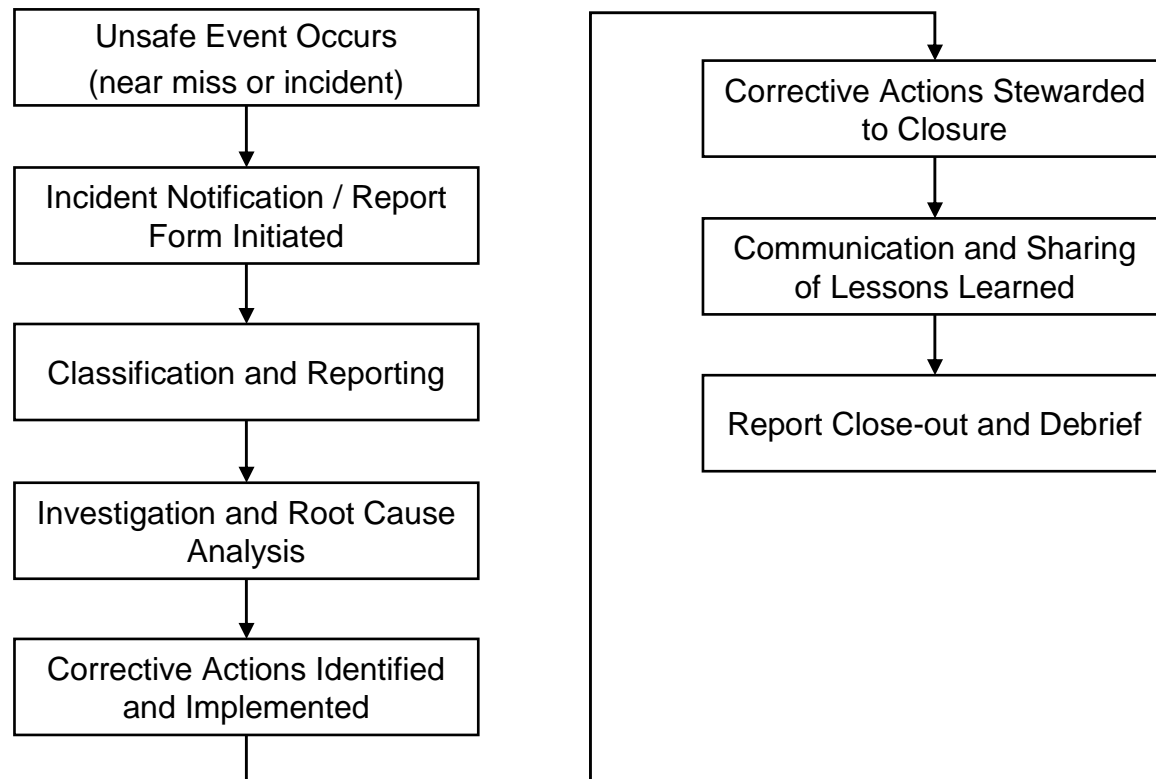 Unsafe Event Occurs
(near miss or incident)
Incident Notification / Report
Form Initiated
Classification and Reporting
Investigation and Root Cause
Analysis
Corrective Actions Identified
and Implemented
Corrective Actions Stewarded
to Closure
Communication and Sharing
of Lessons Learned
Report Close-out and Debrief